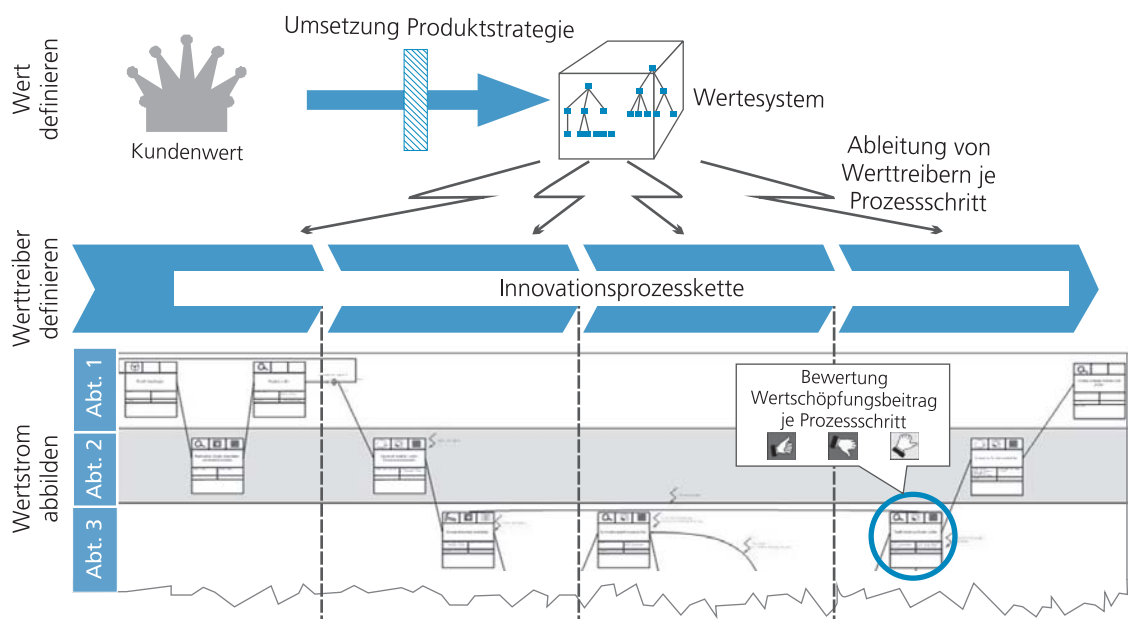 Umsetzung Produktstrategie
Wert
definieren
Kundenwert
Wertesystem
Ableitung von
Werttreibern je
Prozessschritt
Werttreiber
definieren
Innovationsprozesskette
Wertstrom
abbilden
Abt. 1
Abt. 2
Abt. 3
Bewertung
Wertschöpfungsbeitrag
je Prozessschritt